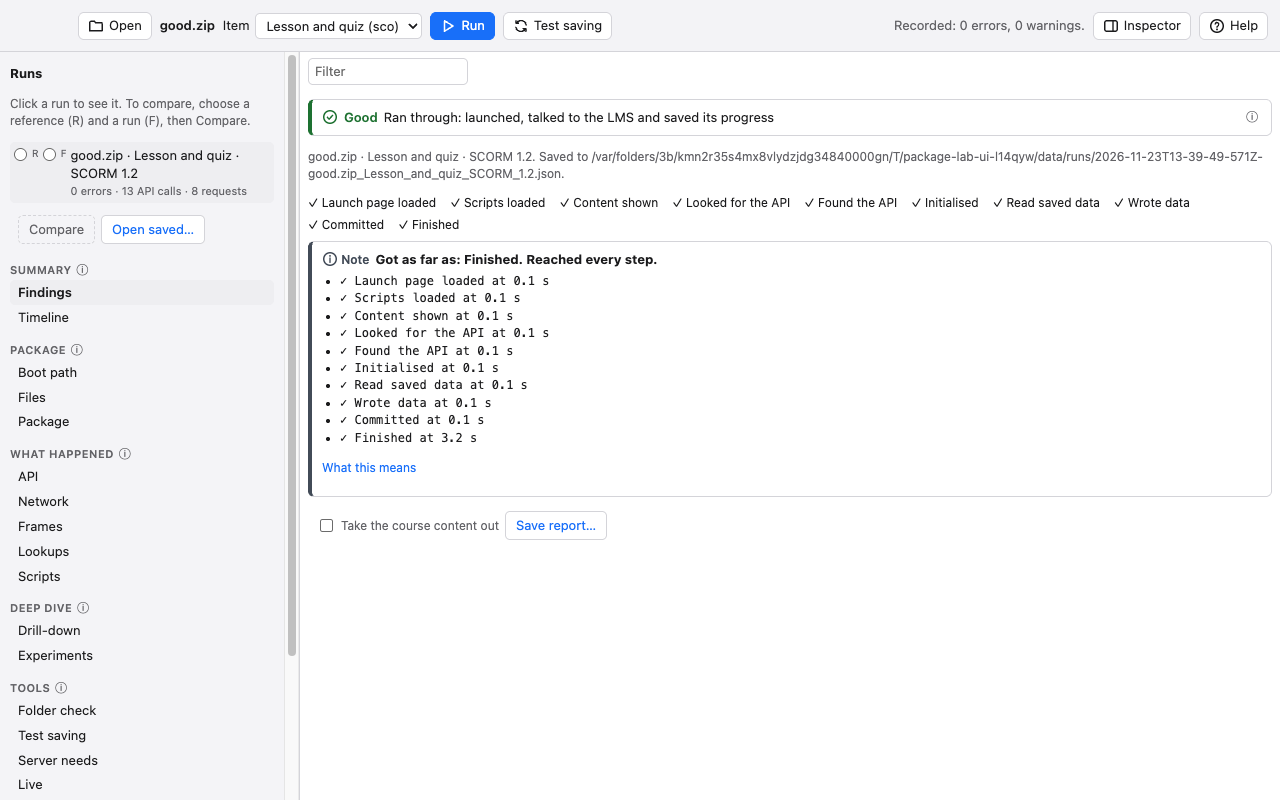 Open good.zip Item Lesson and quiz (sco) Run Test saving Recorded: 0 errors, 0 warnings. Inspector Help
Runs
Click a run to see it. To compare, choose a
reference (R) and a run (F), then Compare.
R F good.zip · Lesson and quiz ·
SCORM 1.2
0 errors · 13 API calls · 8 requests
Compare Open saved...
SUMMARY
Findings
Timeline
PACKAGE
Boot path
Files
Package
WHAT HAPPENED
API
Network
Frames
Lookups
Scripts
DEEP DIVE
Drill-down
Experiments
TOOLS
Folder check
Test saving
Server needs
Live
Filter
Good Ran through: launched, talked to the LMS and saved its progress
good.zip · Lesson and quiz · SCORM 1.2. Saved to /var/folders/3b/kmn2r35s4mx8vlydzjdg34840000gn/T/package-lab-ui-l14qyw/data/runs/2026-11-23T13-39-49-571Z-
good.zip_Lesson_and_quiz_SCORM_1.2.json.
✓ Launch page loaded ✓ Scripts loaded ✓ Content shown ✓ Looked for the API ✓ Found the API ✓ Initialised ✓ Read saved data ✓ Wrote data
✓ Committed ✓ Finished
Note Got as far as: Finished. Reached every step.
• ✓ Launch page loaded at 0.1 s
• ✓ Scripts loaded at 0.1 s
• ✓ Content shown at 0.1 s
• ✓ Looked for the API at 0.1 s
• ✓ Found the API at 0.1 s
• ✓ Initialised at 0.1 s
• ✓ Read saved data at 0.1 s
• ✓ Wrote data at 0.1 s
• ✓ Committed at 0.1 s
• ✓ Finished at 3.2 s
What this means
Take the course content out Save report...